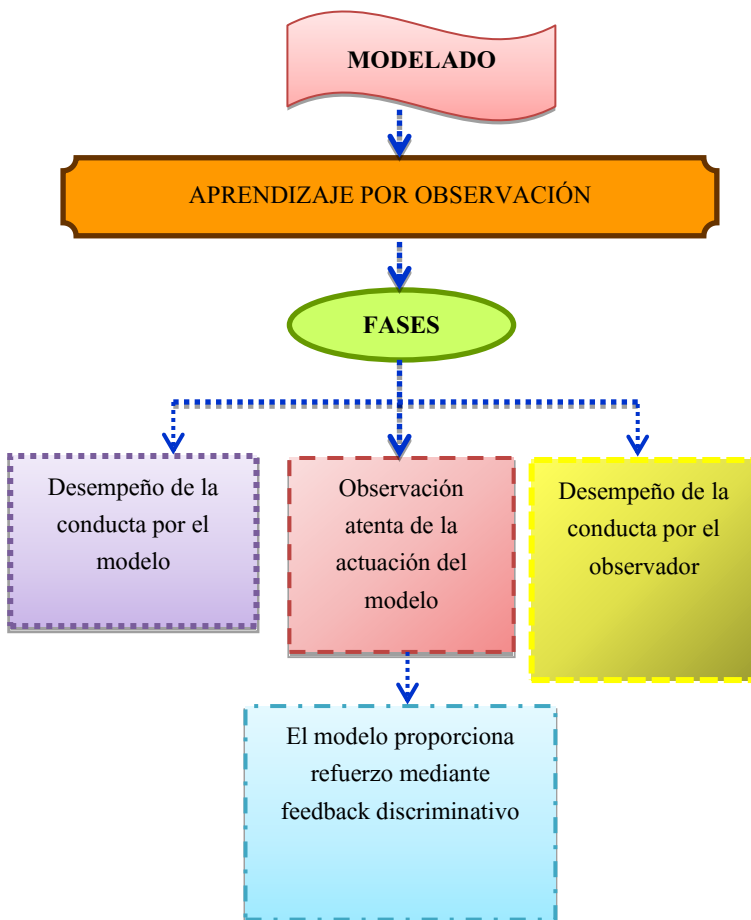 MODELADO
APRENDIZAJE POR OBSERVACIÓN
FASES
Desempeño de la
conducta por el
modelo
Observación
atenta de la
actuación del
modelo
Desempeño de la
conducta por el
observador
El modelo proporciona
refuerzo mediante
feedback discriminativo